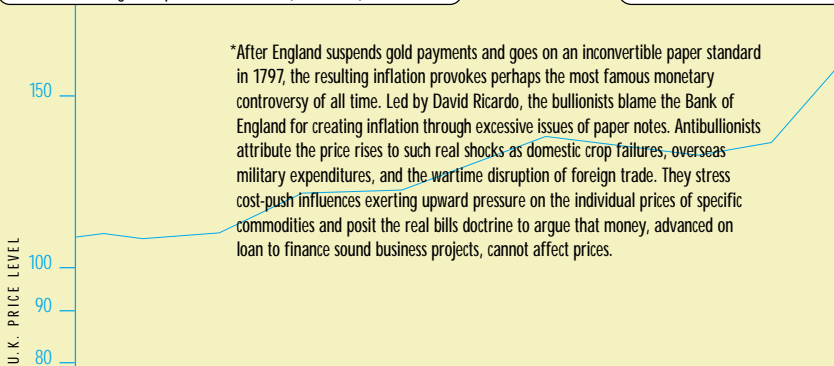 *After England suspends gold payments and goes on an inconvertible paper standard
in 1797, the resulting inflation provokes perhaps the most famous monetary
controversy of all time. Led by David Ricardo, the bullionists blame the Bank of
England for creating inflation through excessive issues of paper notes. Antibullionists
attribute the price rises to such real shocks as domestic crop failures, overseas
military expenditures, and the wartime disruption of foreign trade. They stress
cost-push influences exerting upward pressure on the individual prices of specific
commodities and posit the real bills doctrine to argue that money, advanced on
loan to finance sound business projects, cannot affect prices.
150
100
90
80
U.K. PRICE LEVEL